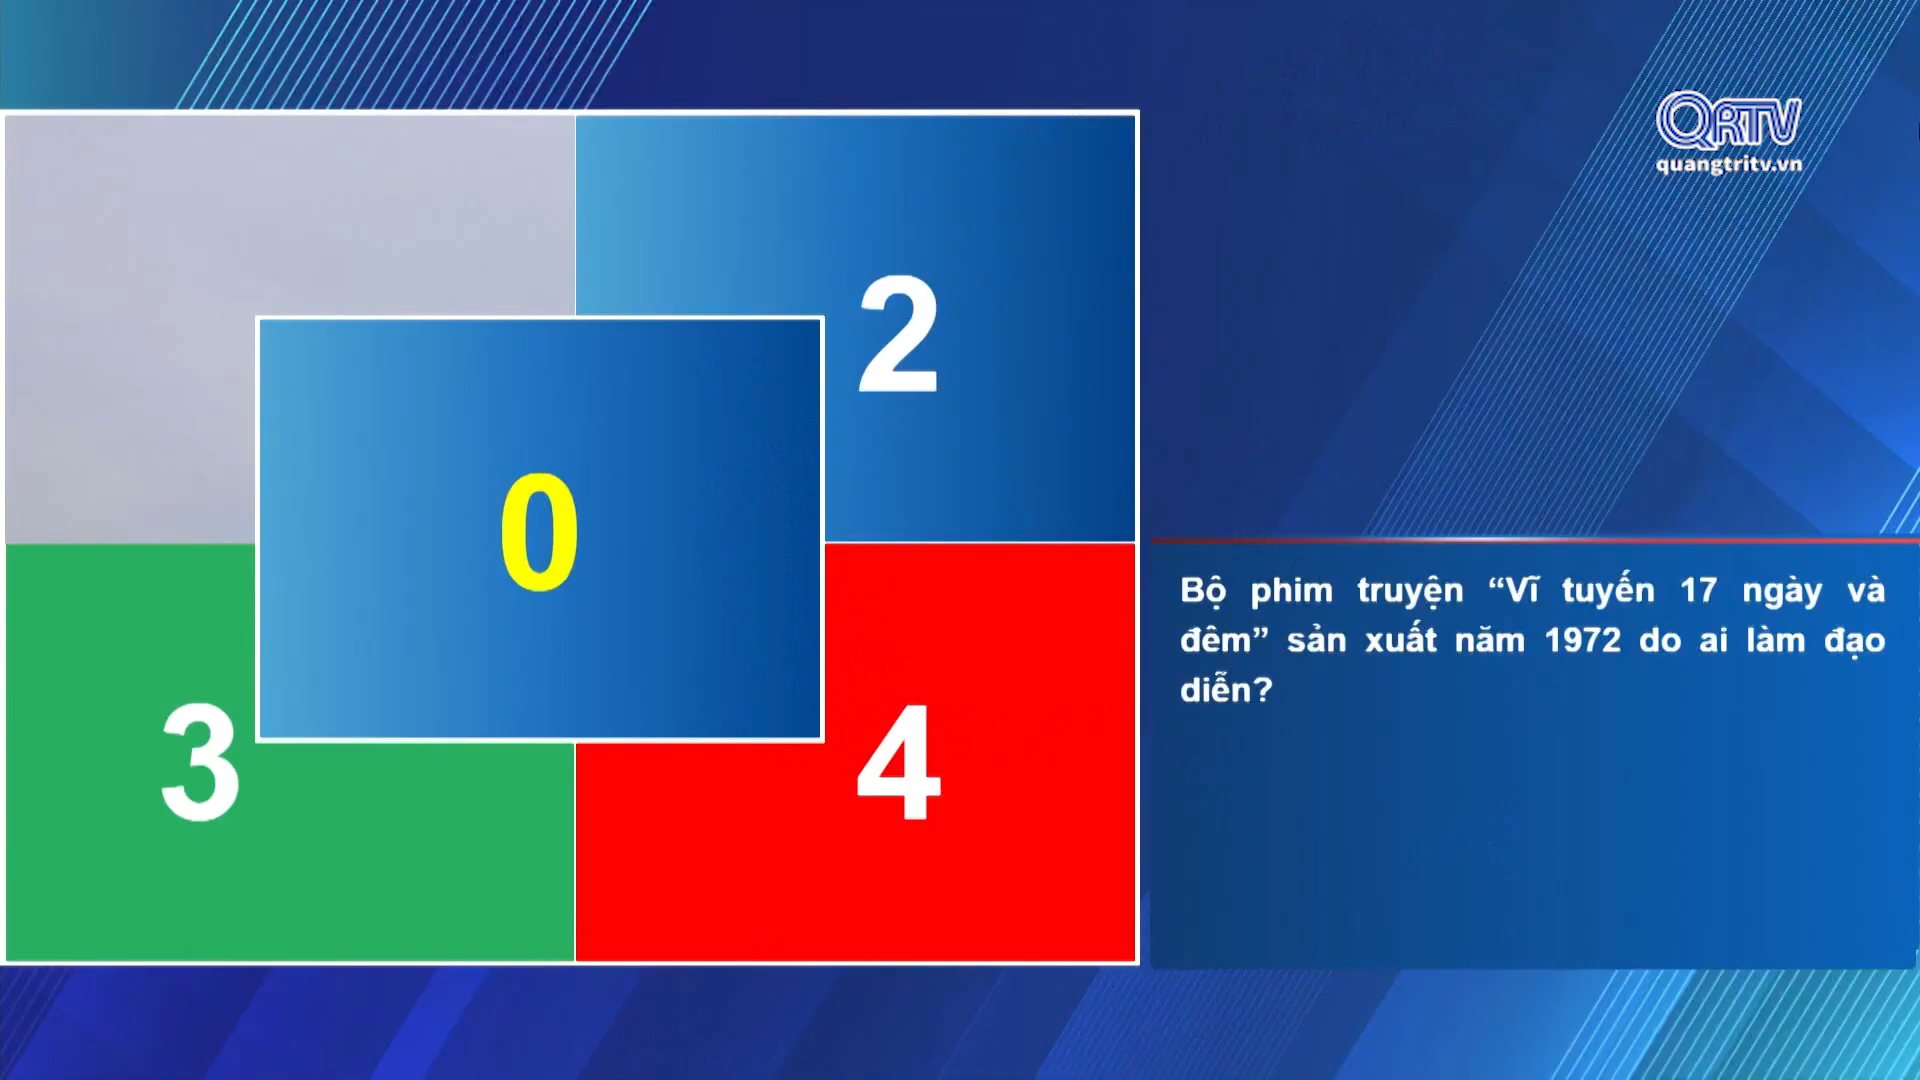 QRTV
quangtritv.vn
2
0
3
4
Bộ phim truyện “Vĩ tuyến 17 ngày và
đêm” sản xuất năm 1972 do ai làm đạo
diễn?